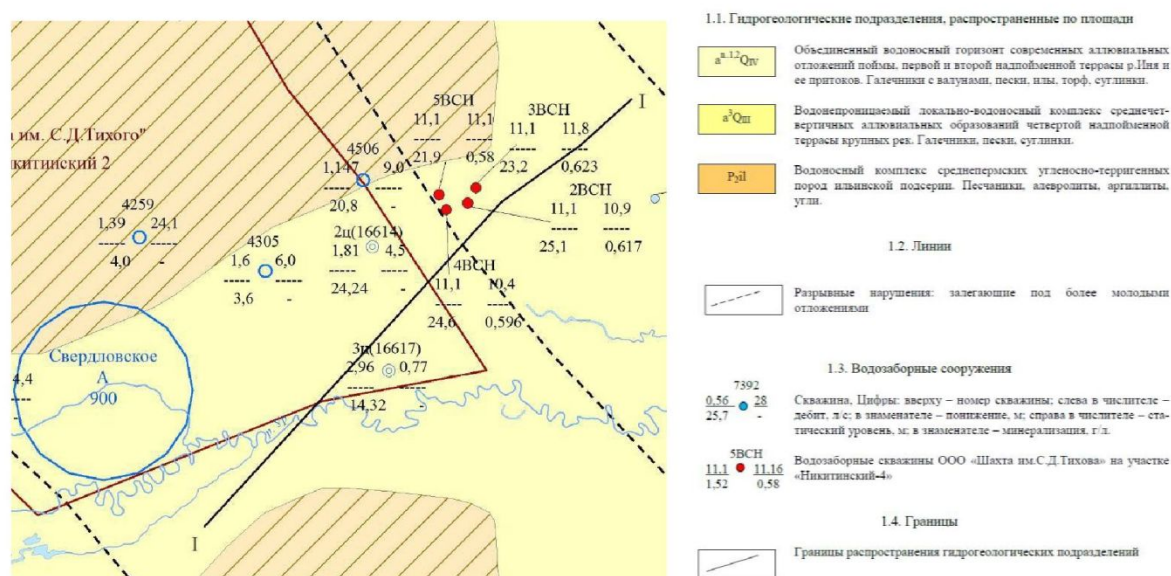 5ВСН
11,1 11,1
21,9 0,58
3ВСН
11,1 11,8
23,2 0,623
им. С.Д.Тихого"
китинский 2
4506
1,147 9,0
20,8 -
2ВСН
11,1 10,9
25,1 0,617
4259
1,39 24,1
4,0 -
4305
1,6 6,0
3,6 -
2ц(16614)
1,81 4,5
24,24 -
4ВСН
11,1 10,4
24,6 0,596
3ц(16617)
2,96 0,77
14,32 -
Свердловское
А
900
4,4
-
I
I
1.1. Гидрогеологические подразделения, распространенные по площади
Объединенный водоносный горизонт современных аллювиальных
отложений поймы, первой и второй надпойменной террасы р.Иня и
ее притоков. Галечники с валунами, пески, илы, торф, суглинки.
a³QIII
Водонепроницаемый локально-водоносный комплекс среднечет-
вертичных аллювиальных образований четвертой надпойменной
террасы крупных рек. Галечники, пески, суглинки.
P₂il
Водоносный комплекс среднепермских угленосно-терригенных
пород ильинской подсерии. Песчаники, алевролиты, аргиллиты,
угли.
1.2. Линии
Разрывные нарушения: залегающие под более молодыми
отложениями
1.3. Водозаборные сооружения
7392
0,56 28
25,7 -
Скважина, Цифры: вверху – номер скважины; слева в числителе –
дебит, л/с; в знаменателе – понижение, м; справа в числителе – ста-
тический уровень, м; в знаменателе – минерализация, г/л.
5ВСН
11,1 11,16
1,52 0,58
Водозаборные скважины ООО «Шахта им.С.Д.Тихова» на участке
«Никитинский-4»
1.4. Границы
Границы распространения гидрогеологических подразделений